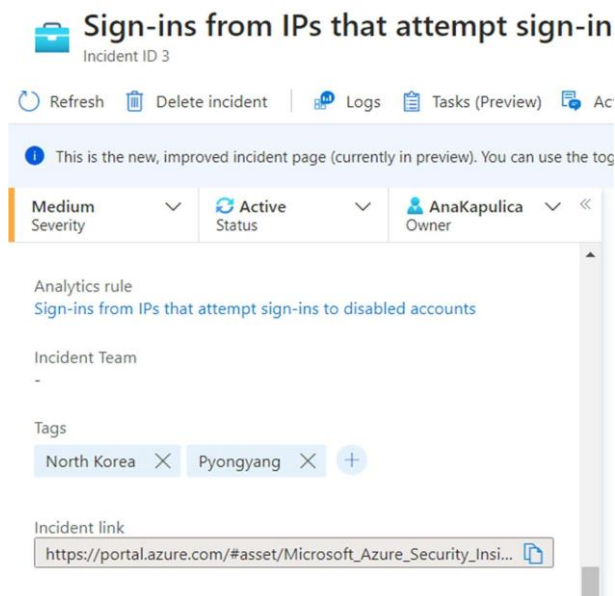 Sign-ins from IPs that attempt sign-in
Incident ID 3
Refresh Delete incident Logs Tasks (Preview) Ac
This is the new, improved incident page (currently in preview). You can use the tog
Medium Active AnaKapulica
Severity Status Owner
Analytics rule
Sign-ins from IPs that attempt sign-ins to disabled accounts
Incident Team
-
Tags
North Korea Pyongyang
Incident link
https://portal.azure.com/#asset/Microsoft_Azure_Security_Insi...